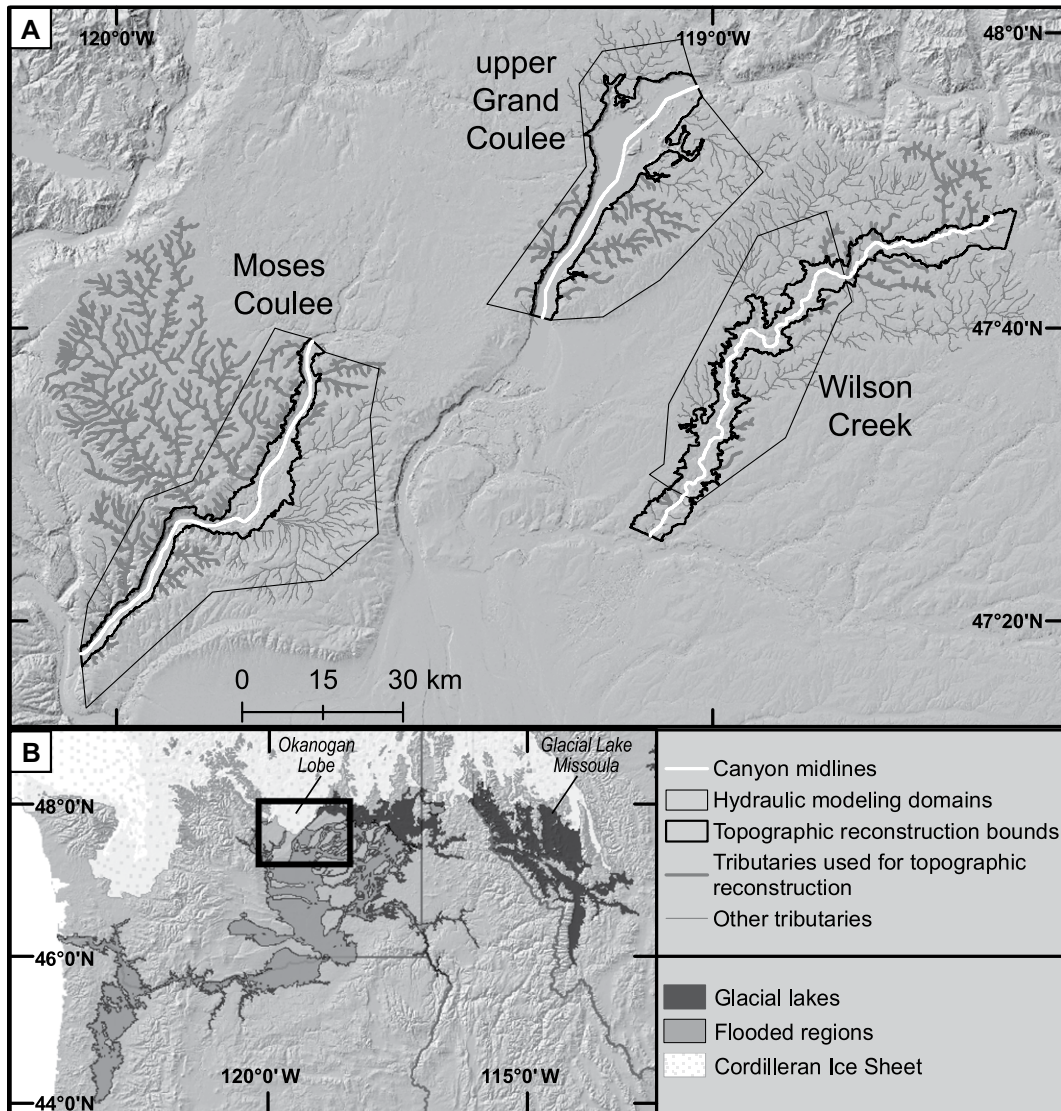 A
120°0'W
119°0'W
48°0'N
upper
Grand
Coulee
Moses
Coulee
47°40'N
Wilson
Creek
47°20'N
0 15 30 km
B
Okanogan
Lobe
Glacial Lake
Missoula
48°0'N
46°0'N
44°0'N
120°0'W
115°0'W
Canyon midlines
Hydraulic modeling domains
Topographic reconstruction bounds
Tributaries used for topographic
reconstruction
Other tributaries
Glacial lakes
Flooded regions
Cordilleran Ice Sheet